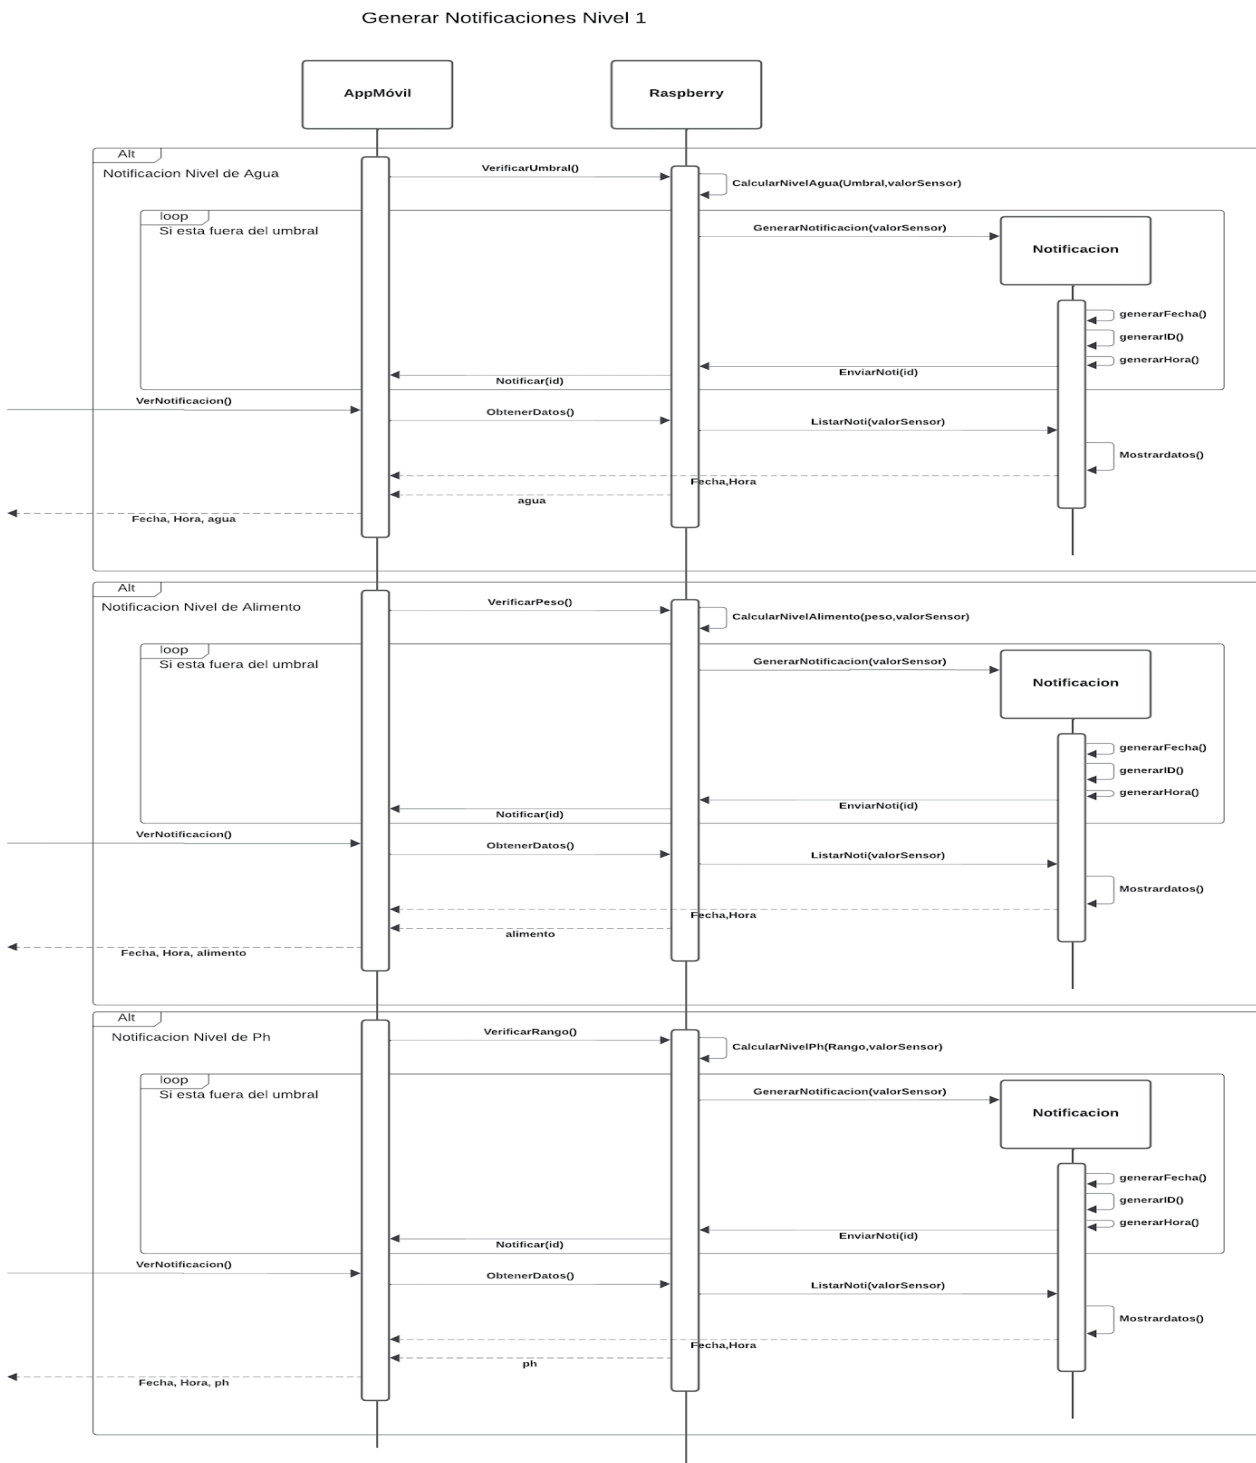 Generar Notificaciones Nivel 1
AppMóvil
Raspberry
Alt
Notificacion Nivel de Agua
VerificarUmbral()
CalcularNivelAgua(Umbral,valorSensor)
loop
Si esta fuera del umbral
GenerarNotificacion(valorSensor)
Notificacion
generarFecha()
generarID()
generarHora()
EnviarNoti(id)
Notificar(id)
VerNotificacion()
ObtenerDatos()
ListarNoti(valorSensor)
Mostrardatos()
Fecha,Hora
agua
Fecha, Hora, agua
Alt
Notificacion Nivel de Alimento
VerificarPeso()
CalcularNivelAlimento(peso,valorSensor)
loop
Si esta fuera del umbral
GenerarNotificacion(valorSensor)
Notificacion
generarFecha()
generarID()
generarHora()
EnviarNoti(id)
Notificar(id)
VerNotificacion()
ObtenerDatos()
ListarNoti(valorSensor)
Mostrardatos()
Fecha,Hora
alimento
Fecha, Hora, alimento
Alt
Notificacion Nivel de Ph
VerificarRango()
CalcularNivelPh(Rango,valorSensor)
loop
Si esta fuera del umbral
GenerarNotificacion(valorSensor)
Notificacion
generarFecha()
generarID()
generarHora()
EnviarNoti(id)
Notificar(id)
VerNotificacion()
ObtenerDatos()
ListarNoti(valorSensor)
Mostrardatos()
Fecha,Hora
ph
Fecha, Hora, ph